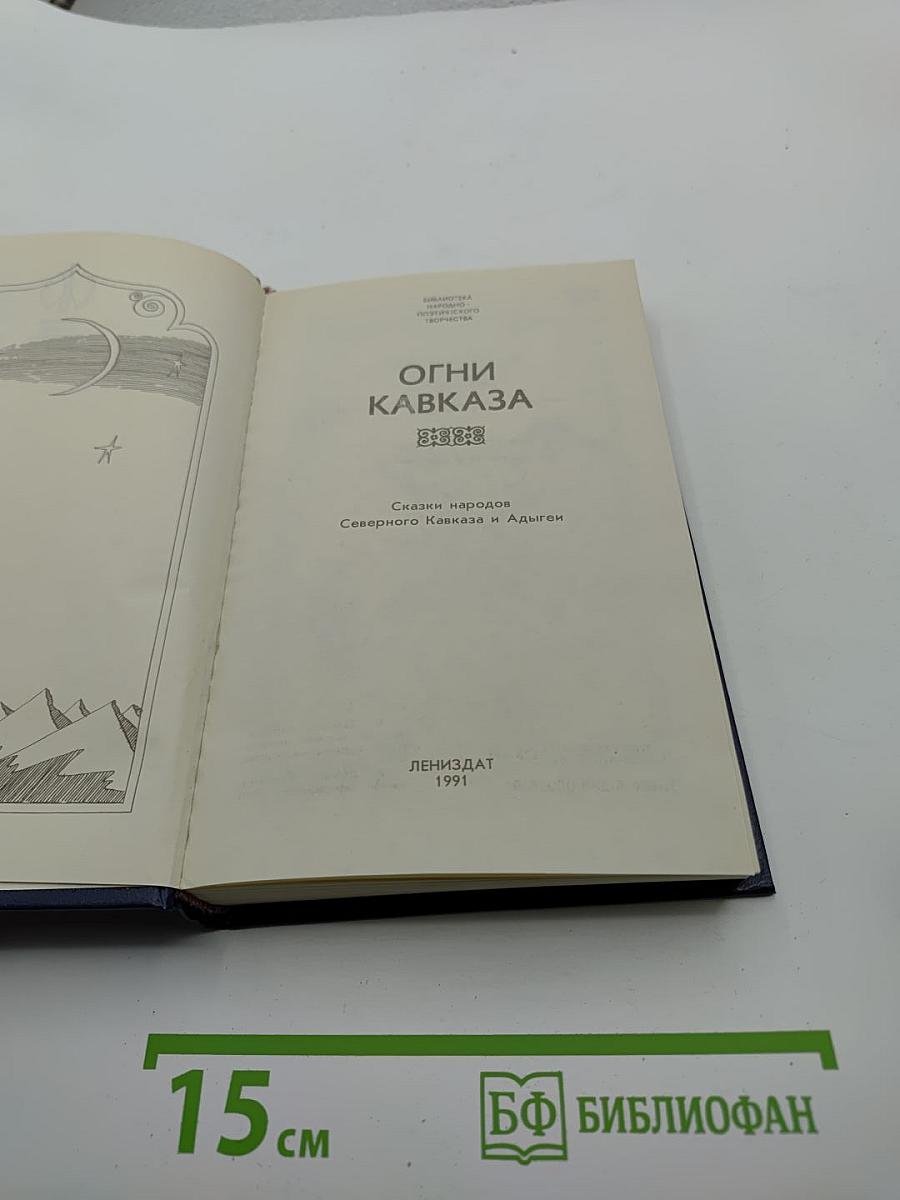 БИБЛИОТЕКА
НАРОДНО-
ПОЭТИЧЕСКОГО
ТВОРЧЕСТВА
ОГНИ
КАВКАЗА
Сказки народов
Северного Кавказа и Адыгеи
ЛЕНИЗДАТ
1991
15 см
БФ БИБЛИОФАН